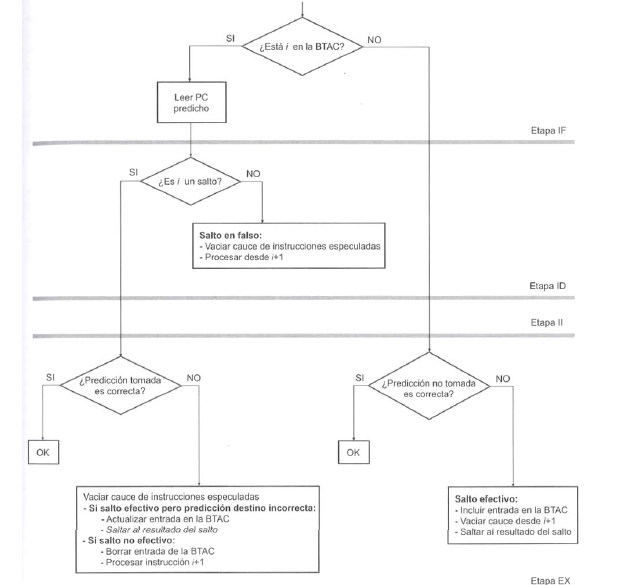 SI
¿Está i en la BTAC?
NO
Leer PC
predicho
Etapa IF
SI
¿Es i un salto?
NO
Salto en falso:
- Vaciar cauce de instrucciones especuladas
- Procesar desde i+1
Etapa ID
Etapa II
SI
¿Predicción tomada
es correcta?
NO
SI
¿Predicción no tomada
es correcta?
NO
OK
OK
Vaciar cauce de instrucciones especuladas
- Si salto efectivo pero predicción destino incorrecta:
- Actualizar entrada en la BTAC
- Saltar al resultado del salto
- Si salto no efectivo:
- Borrar entrada de la BTAC
- Procesar instrucción i+1
Salto efectivo:
- Incluir entrada en la BTAC
- Vaciar cauce desde i+1
- Saltar al resultado del salto
Etapa EX